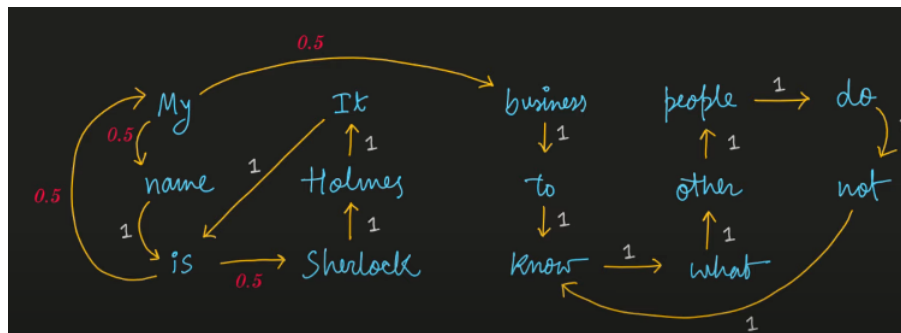 0.5
My It business people 1 do
0.5 1 1 1
name Holmes to other not
0.5 1 1 1 1
is 0.5 Sherlock know 1 what
1